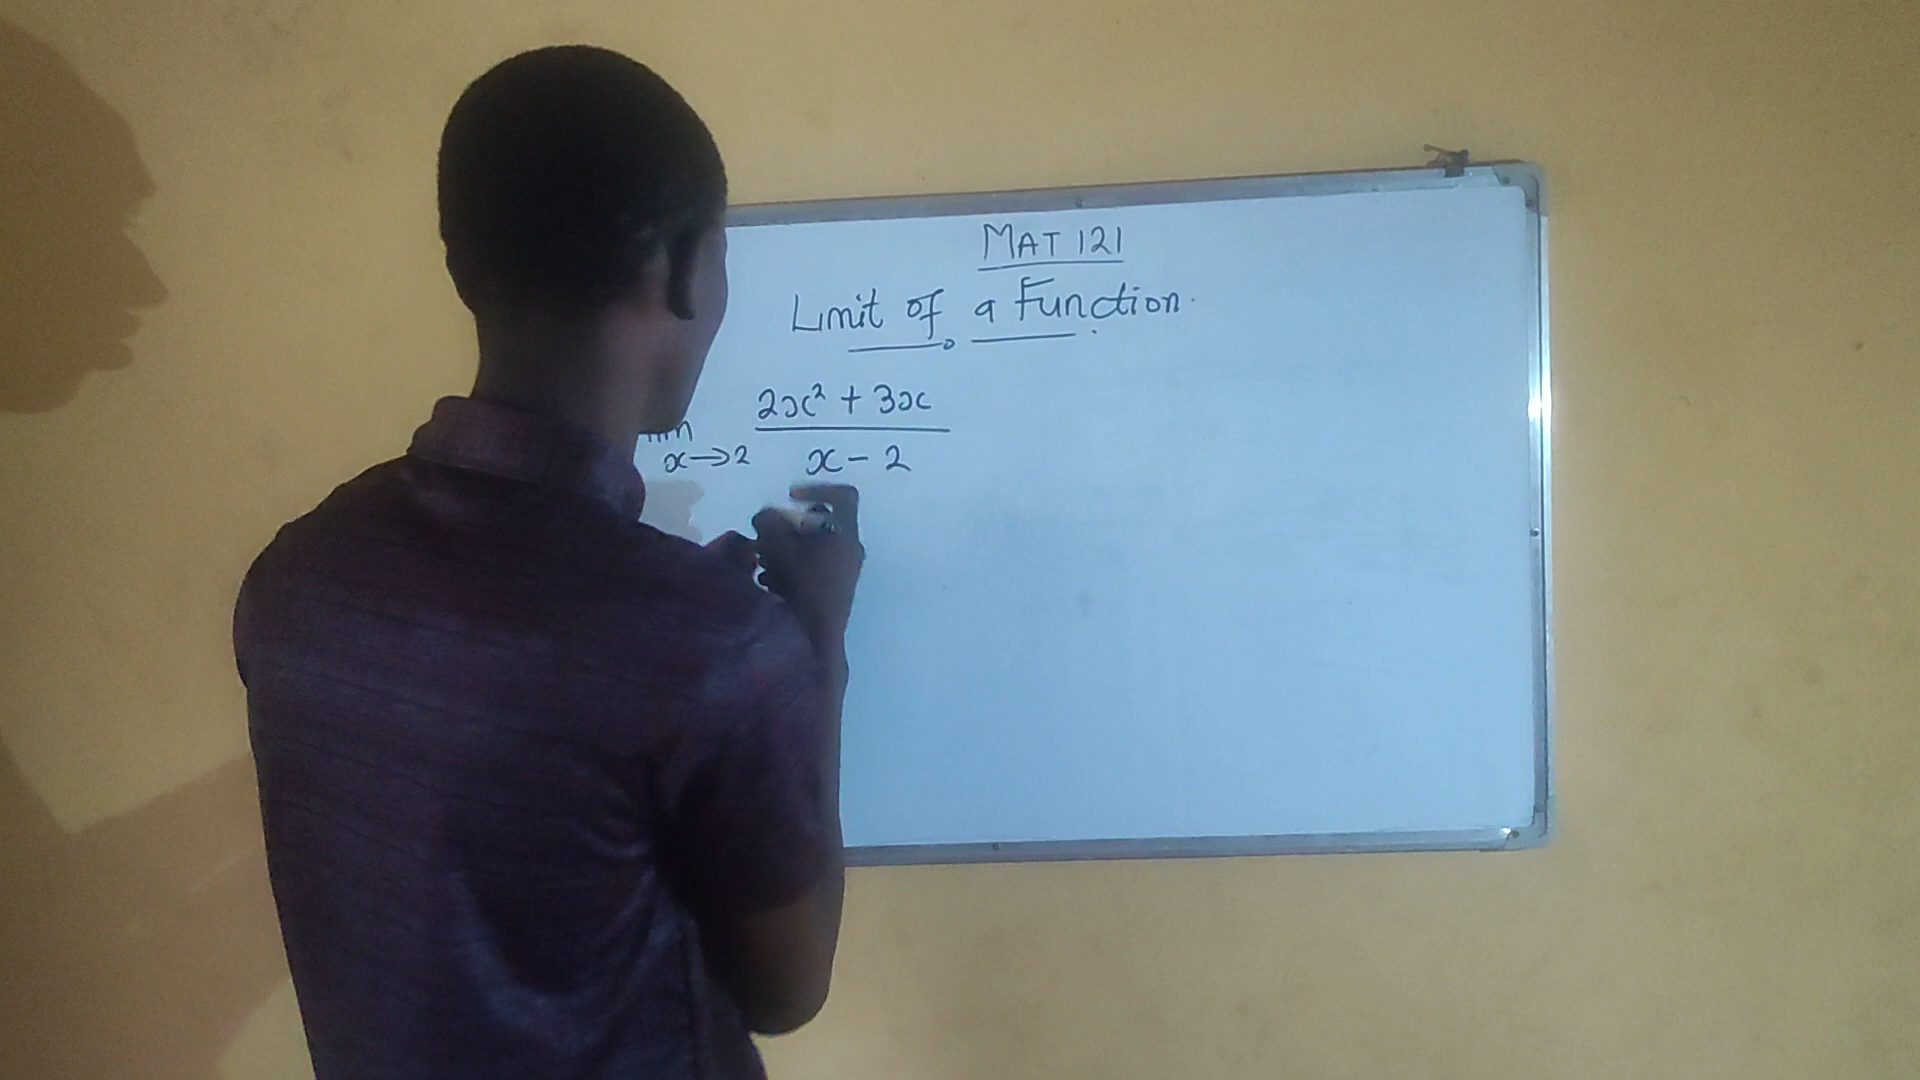 MAT 121
Limit of a Function.
2x² + 3x
lim
x→2 x - 2